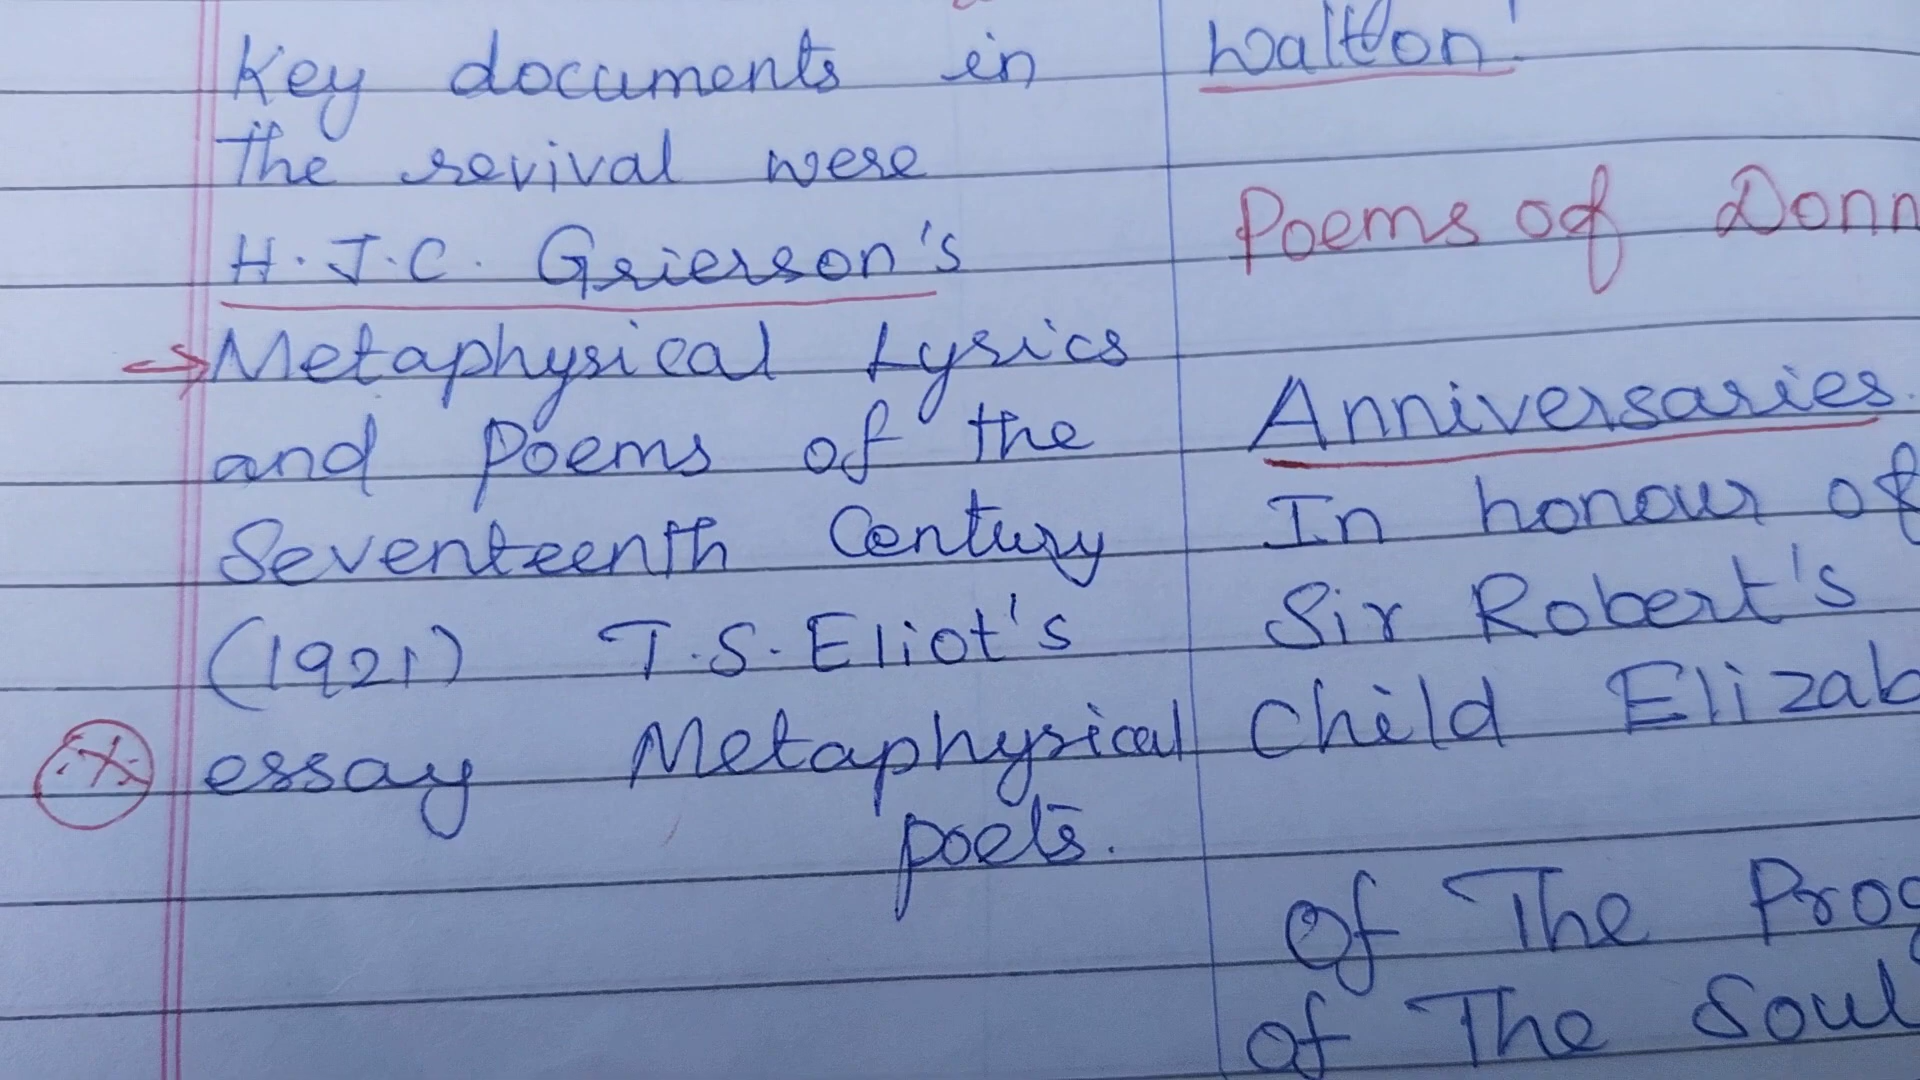 Key documents in
the revival were
H.J.C. Grierson's
→ Metaphysical Lyrics
and Poems of the
Seventeenth Century
(1921) T.S. Eliot's
essay Metaphysical
poets.
Walton'
Poems of Donn
Anniversaries.
In honour of
Sir Robert's
Child Elizab
Of The Prog
of The Soul